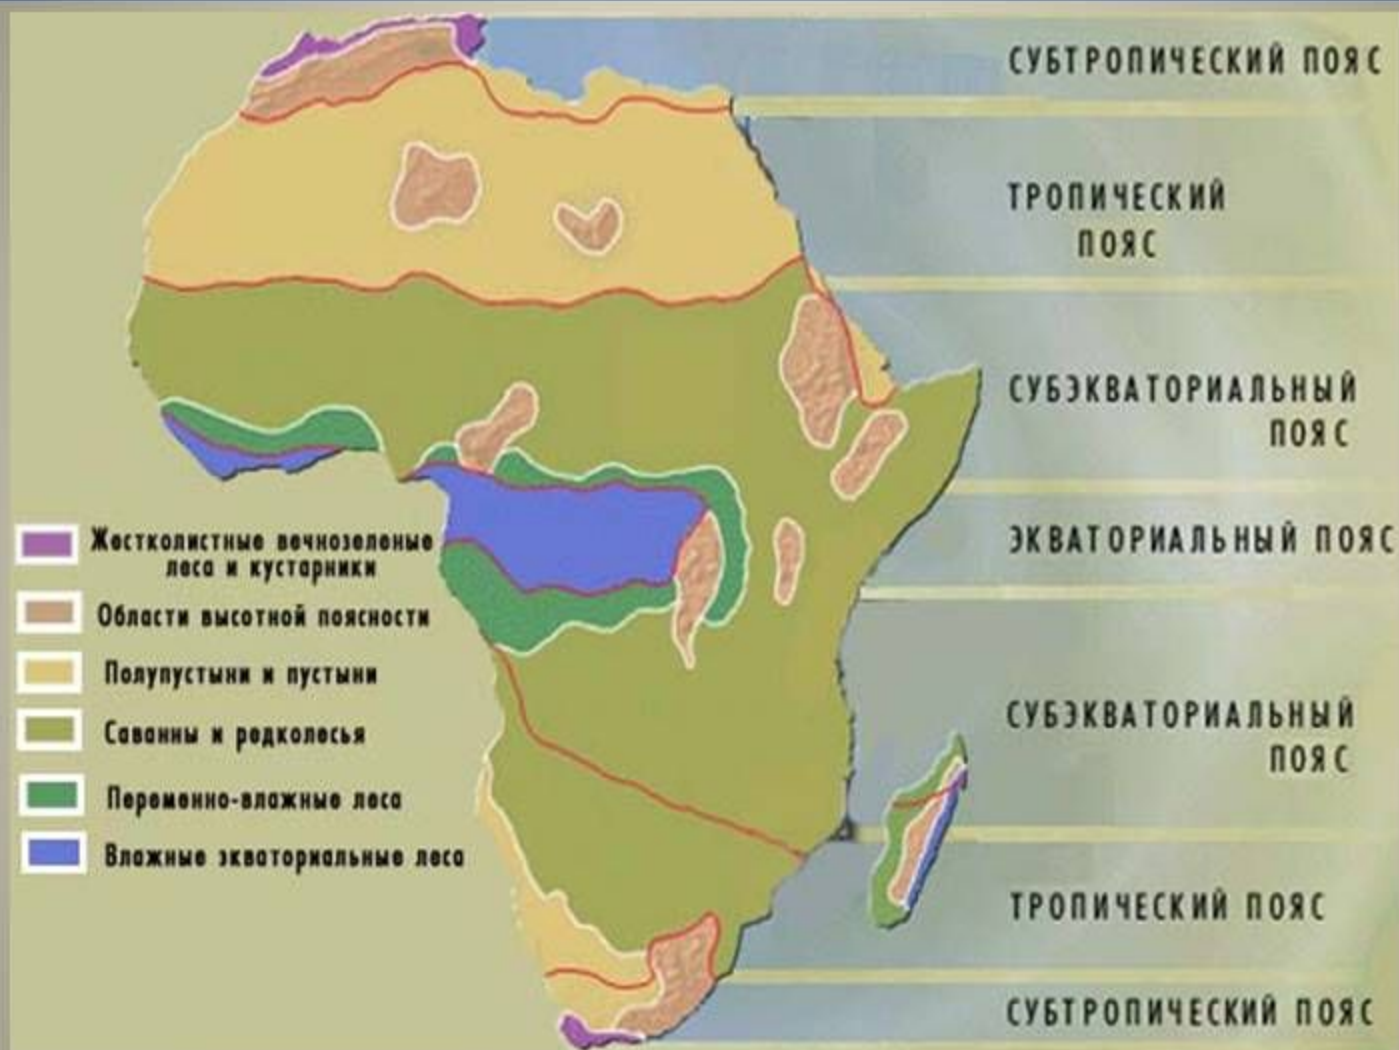 СУБТРОПИЧЕСКИЙ ПОЯС
ТРОПИЧЕСКИЙ
ПОЯС
СУБЭКВАТОРИАЛЬНЫЙ
ПОЯС
ЭКВАТОРИАЛЬНЫЙ ПОЯС
СУБЭКВАТОРИАЛЬНЫЙ
ПОЯС
ТРОПИЧЕСКИЙ ПОЯС
СУБТРОПИЧЕСКИЙ ПОЯС
Жестколистные вечнозеленые
леса и кустарники
Области высотной поясности
Полупустыни и пустыни
Саванны и редколесья
Переменно-влажные леса
Влажные экваториальные леса